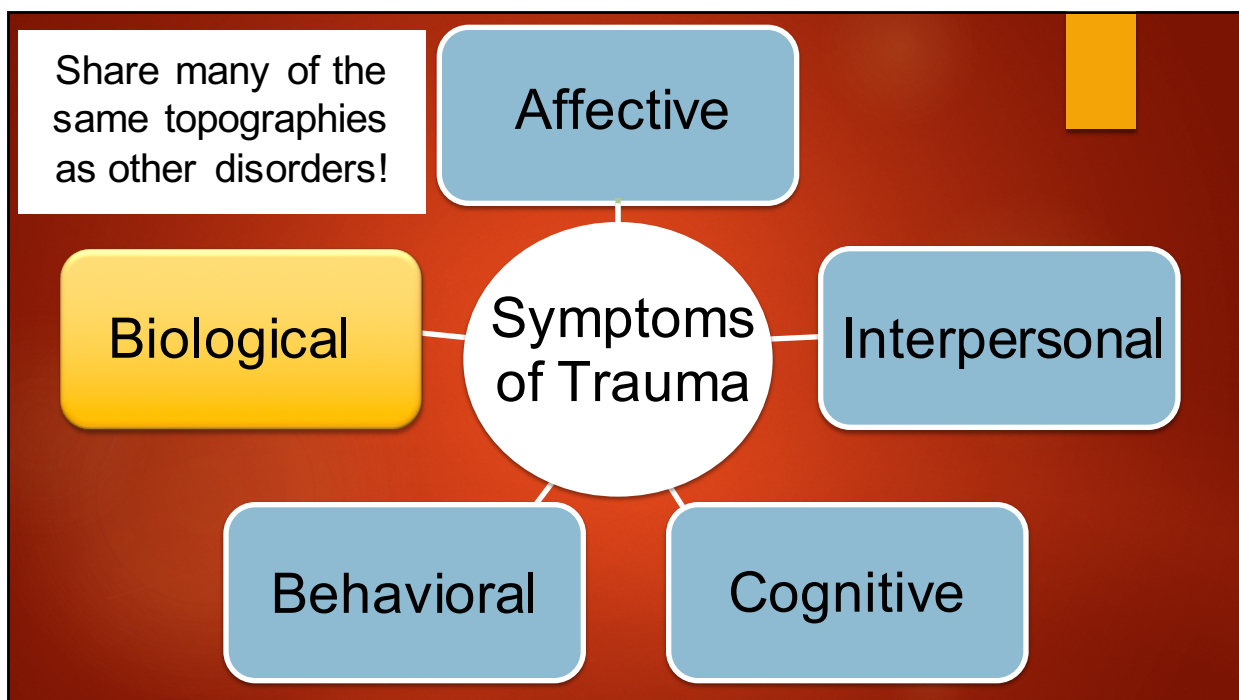 Share many of the
same topographies
as other disorders!
Affective
Biological
Symptoms
of Trauma
Interpersonal
Behavioral
Cognitive